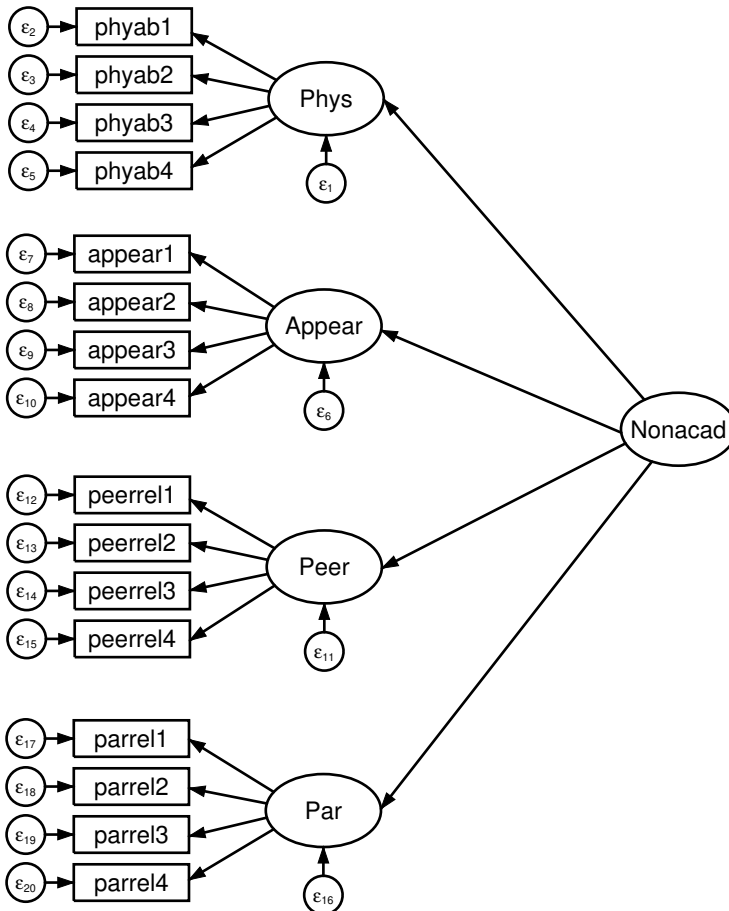 ε2 phyab1
ε3 phyab2
Phys
ε4 phyab3
ε5 phyab4
ε1
ε7 appear1
ε8 appear2
Appear
ε9 appear3
ε10 appear4
ε6
Nonacad
ε12 peerrel1
ε13 peerrel2
Peer
ε14 peerrel3
ε15 peerrel4
ε11
ε17 parrel1
ε18 parrel2
Par
ε19 parrel3
ε20 parrel4
ε16